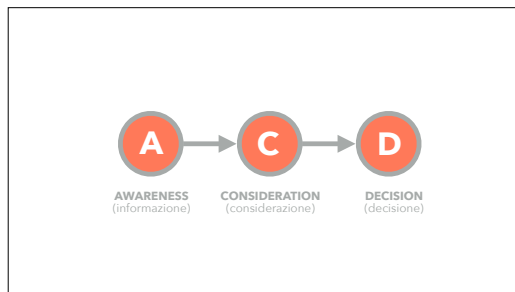 A C D
AWARENESS CONSIDERATION DECISION
(informazione) (considerazione) (decisione)